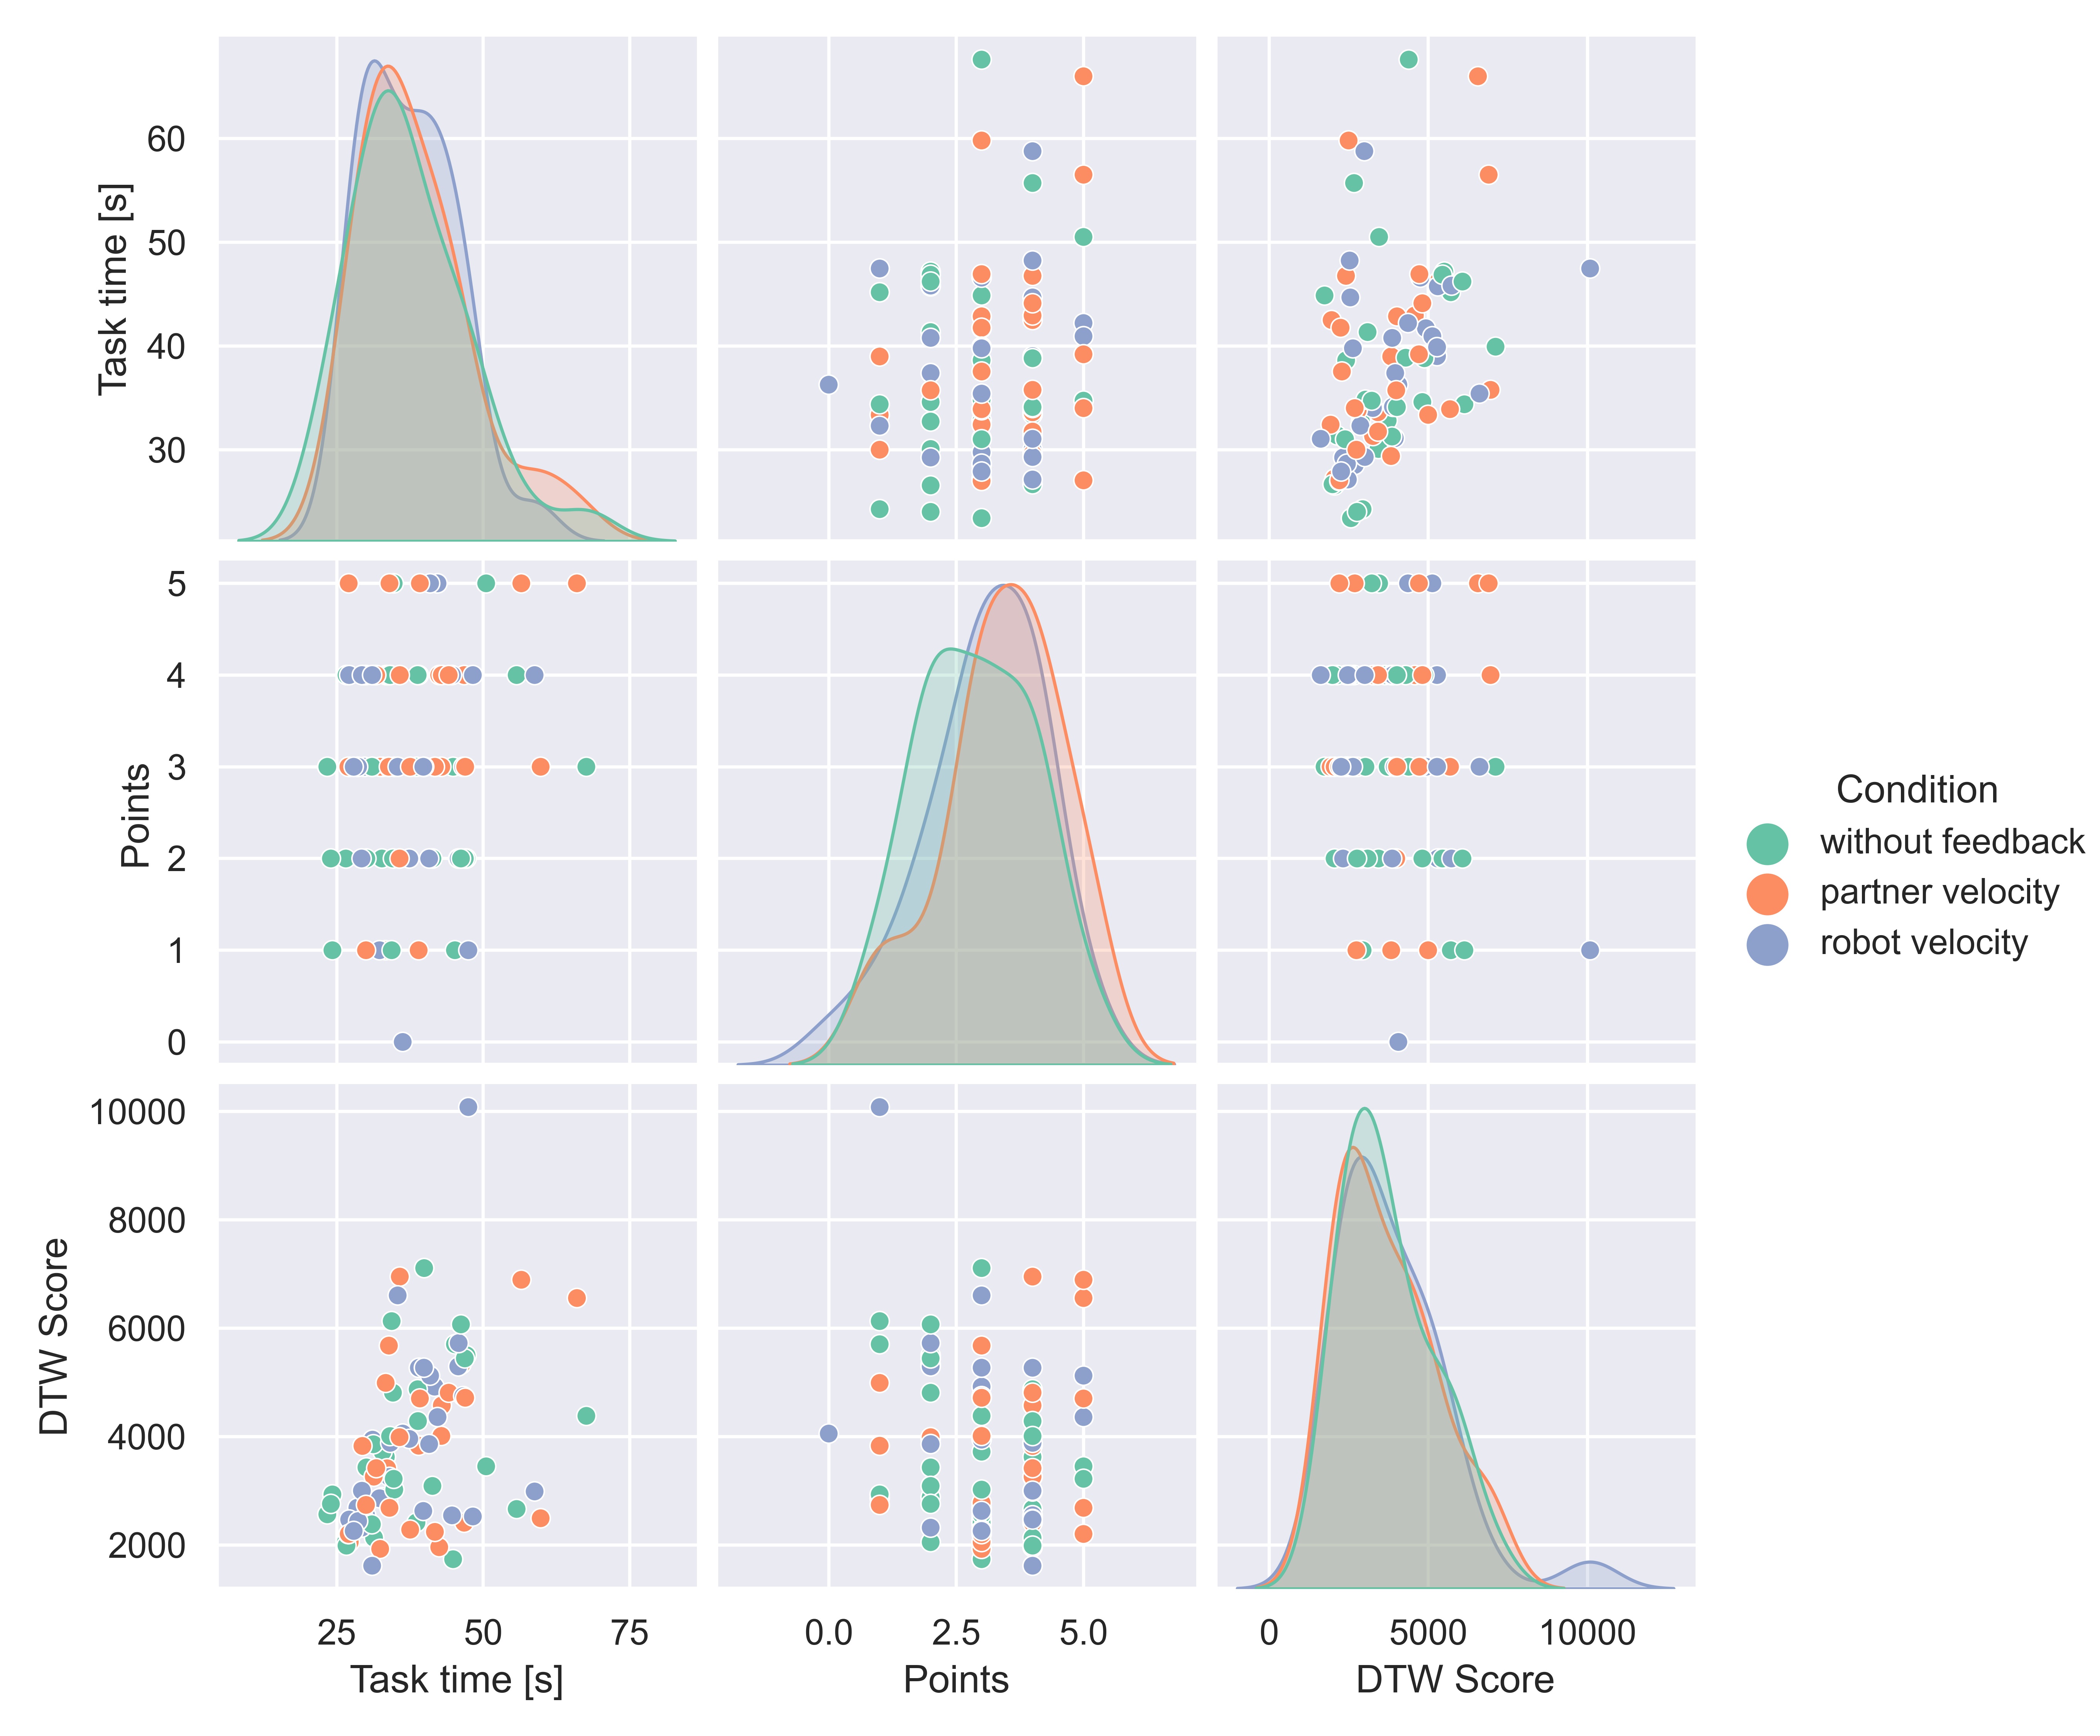 Task time [s]
60
50
40
30
Points
5
4
3
2
1
0
Condition
without feedback
partner velocity
robot velocity
DTW Score
10000
8000
6000
4000
2000
25 50 75 0.0 2.5 5.0 0 5000 10000
Task time [s] Points DTW Score